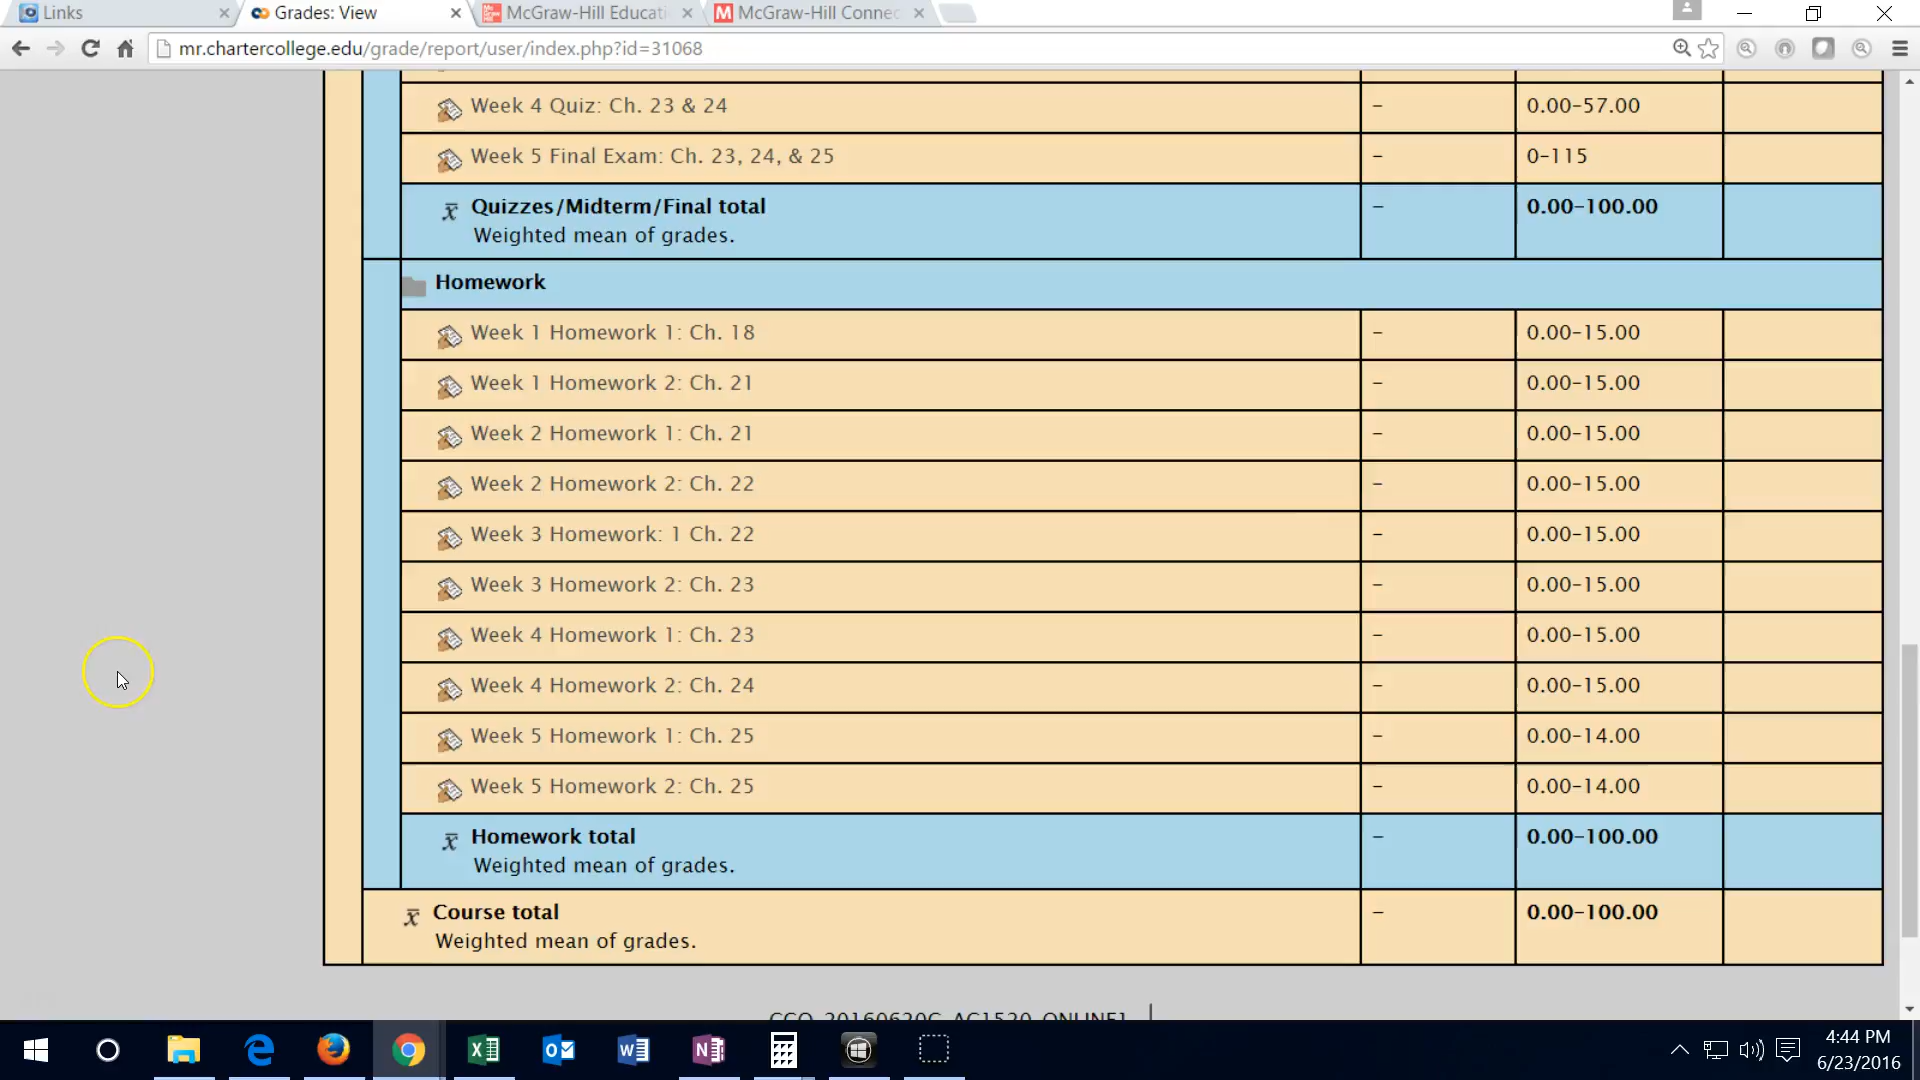 Links
Grades: View
McGraw-Hill Educati
McGraw-Hill Connec
mr.chartercollege.edu/grade/report/user/index.php?id=31068
Week 4 Quiz: Ch. 23 & 24 – 0.00–57.00
Week 5 Final Exam: Ch. 23, 24, & 25 – 0–115
x̄ Quizzes/Midterm/Final total – 0.00–100.00
Weighted mean of grades.
Homework
Week 1 Homework 1: Ch. 18 – 0.00–15.00
Week 1 Homework 2: Ch. 21 – 0.00–15.00
Week 2 Homework 1: Ch. 21 – 0.00–15.00
Week 2 Homework 2: Ch. 22 – 0.00–15.00
Week 3 Homework: 1 Ch. 22 – 0.00–15.00
Week 3 Homework 2: Ch. 23 – 0.00–15.00
Week 4 Homework 1: Ch. 23 – 0.00–15.00
Week 4 Homework 2: Ch. 24 – 0.00–15.00
Week 5 Homework 1: Ch. 25 – 0.00–14.00
Week 5 Homework 2: Ch. 25 – 0.00–14.00
x̄ Homework total – 0.00–100.00
Weighted mean of grades.
x̄ Course total – 0.00–100.00
Weighted mean of grades.
4:44 PM
6/23/2016